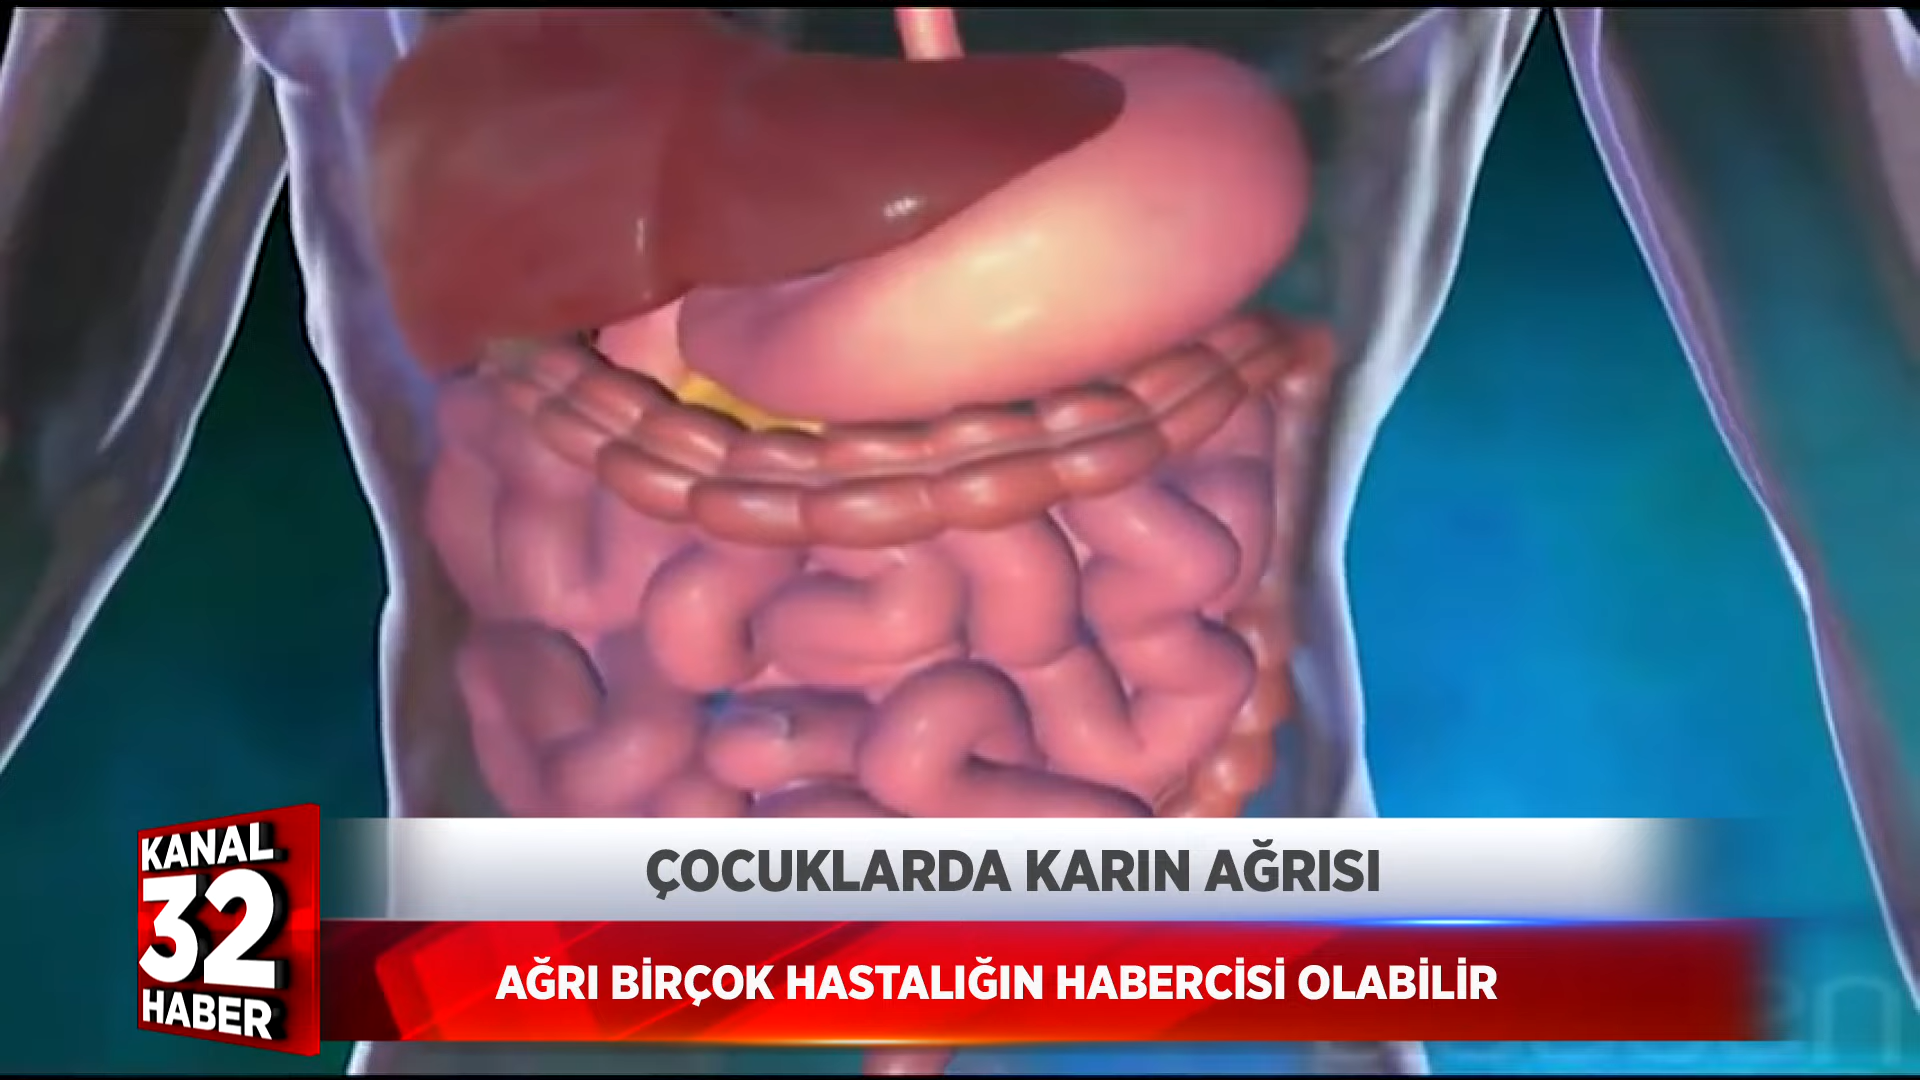 ÇOCUKLARDA KARIN AĞRISI
KANAL
32
HABER
AĞRI BİRÇOK HASTALIĞIN HABERCİSİ OLABİLİR